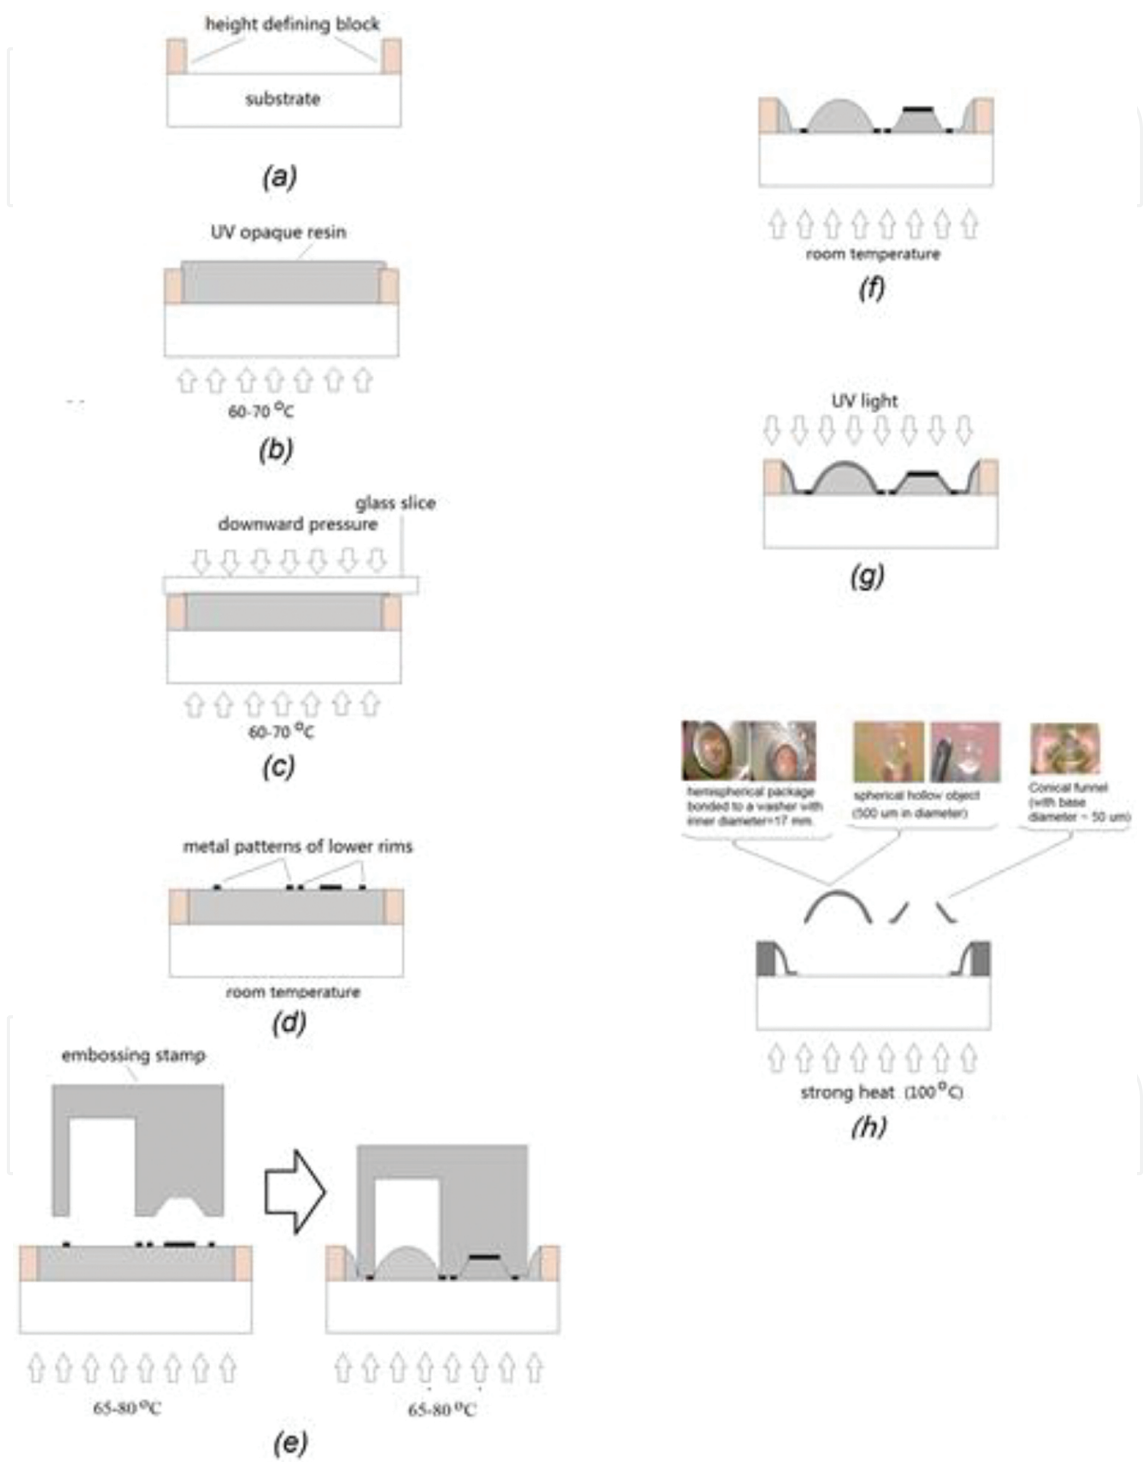 height defining block
substrate
(a)
UV opaque resin
60-70 °C
(b)
glass slice
downward pressure
60-70 °C
(c)
metal patterns of lower rims
room temperature
(d)
embossing stamp
65-80 °C
65-80 °C
(e)
room temperature
(f)
UV light
(g)
hemispherical package
bonded to a washer with
inner diameter=17 mm.
spherical hollow object
(500 um in diameter)
Conical funnel
(with base
diameter ~ 50 um)
strong heat (100°C)
(h)